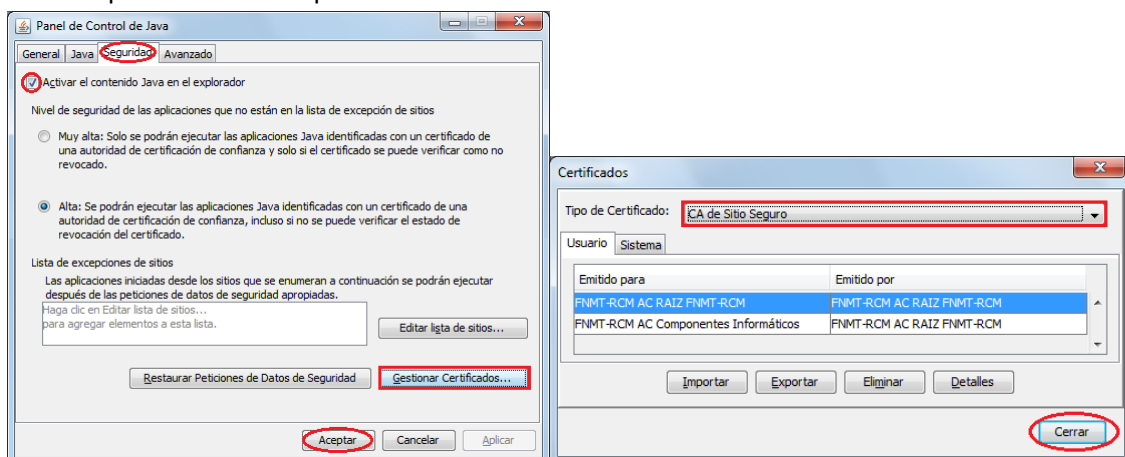 Panel de Control de Java
General Java Seguridad Avanzado
Activar el contenido Java en el explorador
Nivel de seguridad de las aplicaciones que no están en la lista de excepción de sitios
Muy alta: Solo se podrán ejecutar las aplicaciones Java identificadas con un certificado de
una autoridad de certificación de confianza y solo si el certificado se puede verificar como no
revocado.
Alta: Se podrán ejecutar las aplicaciones Java identificadas con un certificado de una
autoridad de certificación de confianza, incluso si no se puede verificar el estado de
revocación del certificado.
Lista de excepciones de sitios
Las aplicaciones iniciadas desde los sitios que se enumeran a continuación se podrán ejecutar
después de las peticiones de datos de seguridad apropiadas.
Haga clic en Editar lista de sitios...
para agregar elementos a esta lista.
Editar lista de sitios...
Restaurar Peticiones de Datos de Seguridad Gestionar Certificados...
Aceptar Cancelar Aplicar
Certificados
Tipo de Certificado: CA de Sitio Seguro
Usuario Sistema
Emitido para Emitido por
FNMT-RCM AC RAIZ FNMT-RCM FNMT-RCM AC RAIZ FNMT-RCM
FNMT-RCM AC Componentes Informáticos FNMT-RCM AC RAIZ FNMT-RCM
Importar Exportar Eliminar Detalles
Cerrar